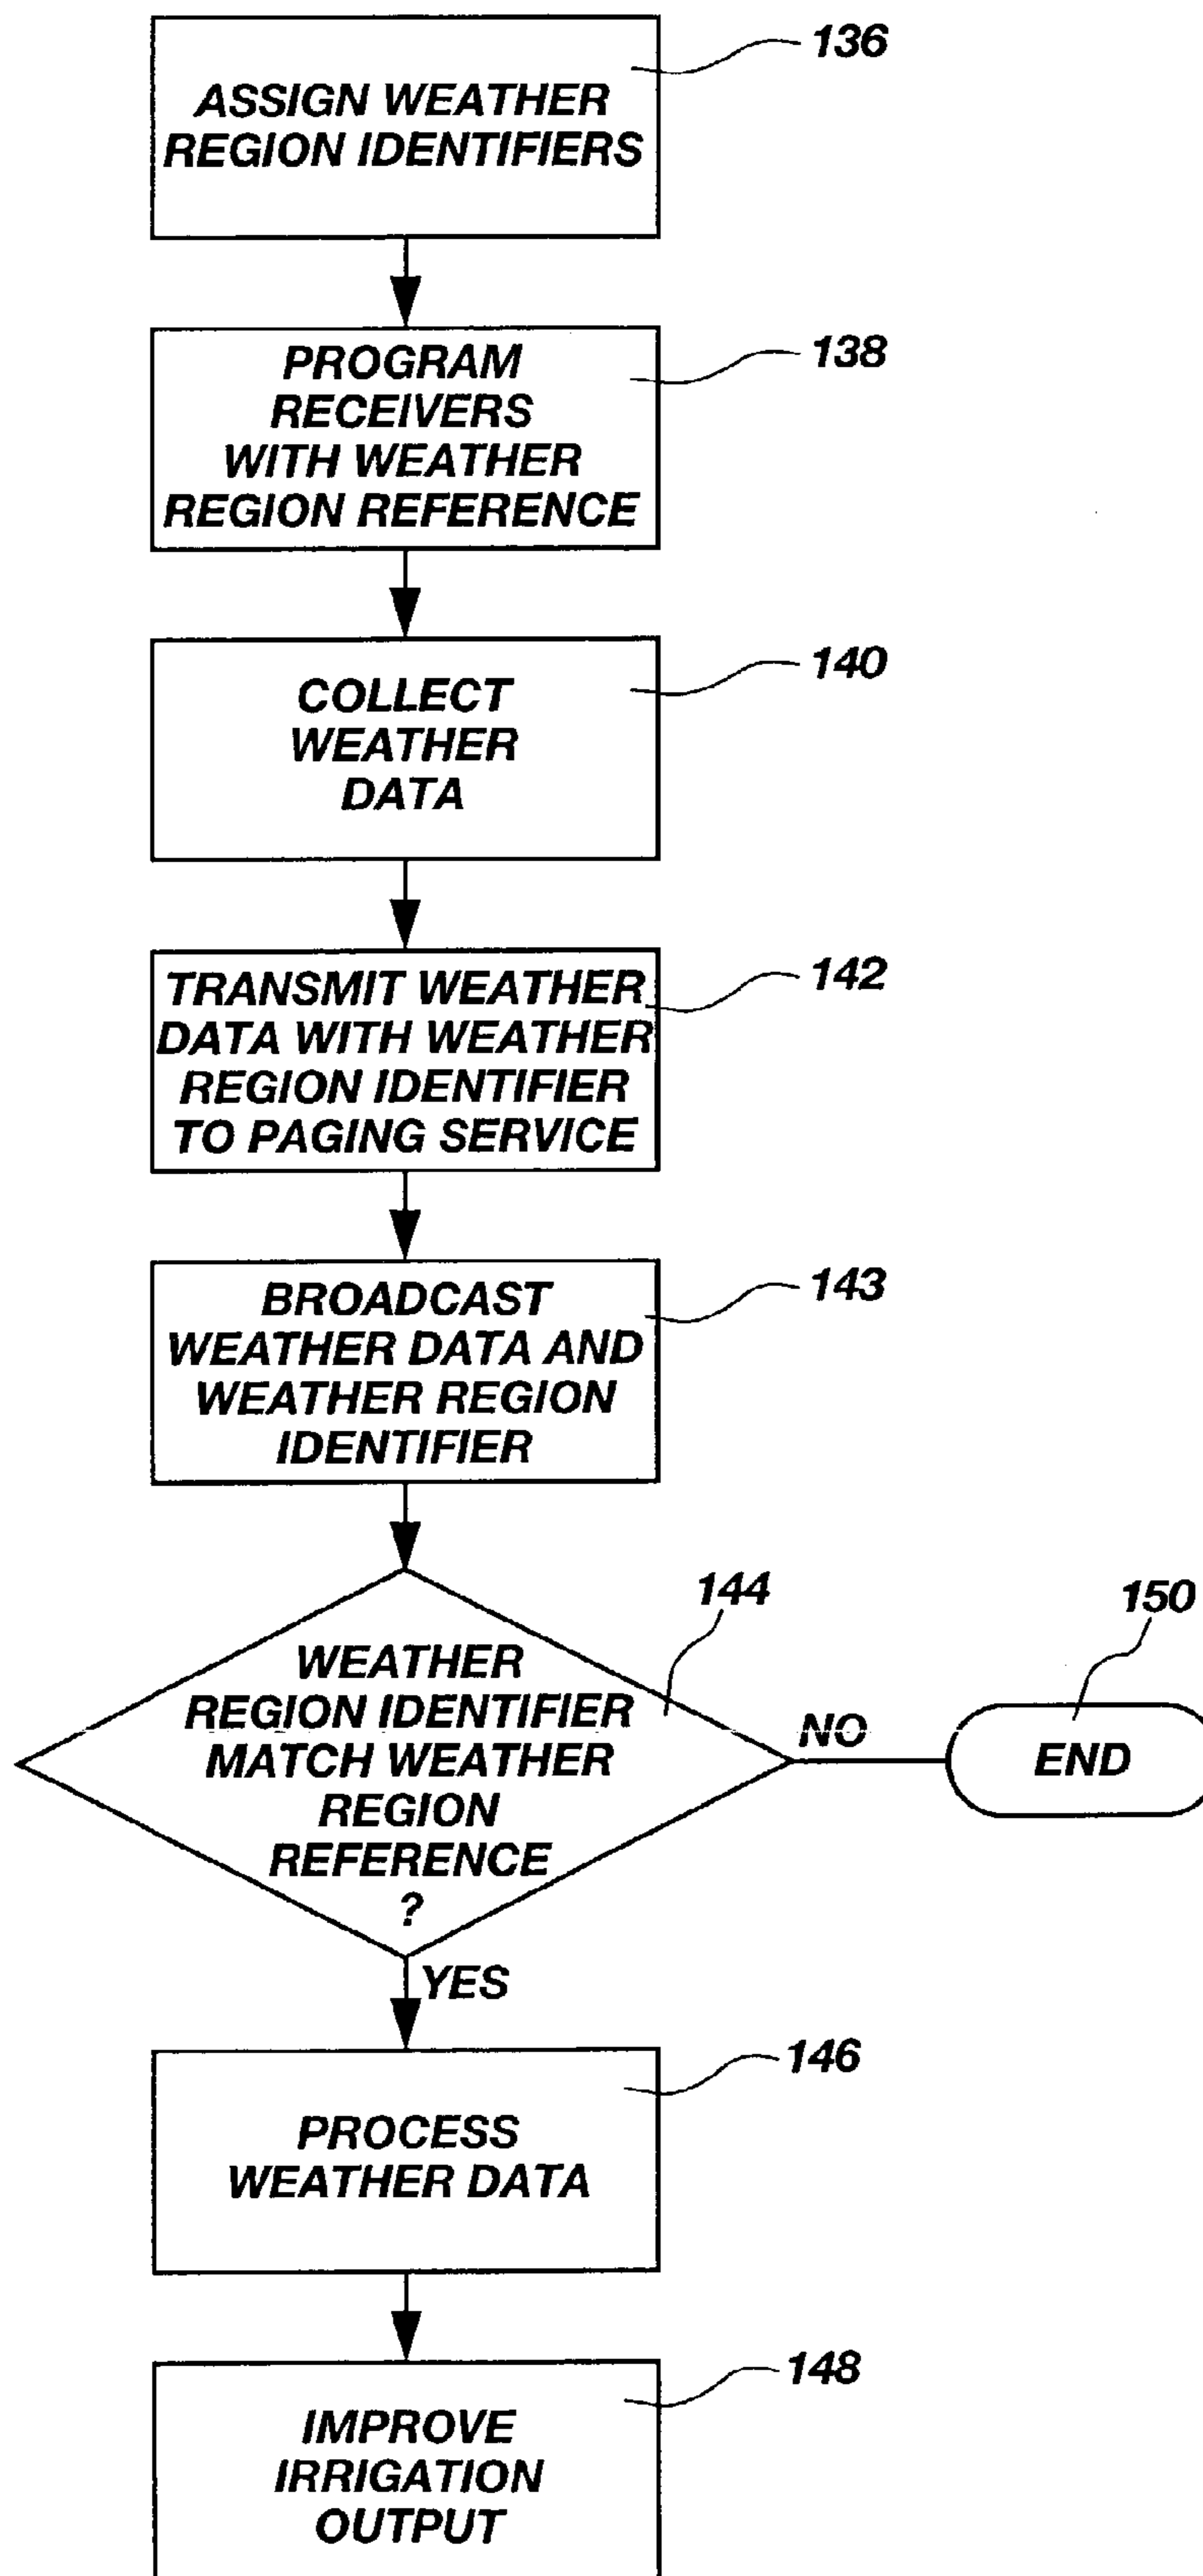 136
ASSIGN WEATHER
REGION IDENTIFIERS
138
PROGRAM
RECEIVERS
WITH WEATHER
REGION REFERENCE
140
COLLECT
WEATHER
DATA
142
TRANSMIT WEATHER
DATA WITH WEATHER
REGION IDENTIFIER
TO PAGING SERVICE
143
BROADCAST
WEATHER DATA AND
WEATHER REGION
IDENTIFIER
144
150
WEATHER
REGION IDENTIFIER
MATCH WEATHER
REGION
REFERENCE
?
NO
END
YES
146
PROCESS
WEATHER DATA
148
IMPROVE
IRRIGATION
OUTPUT